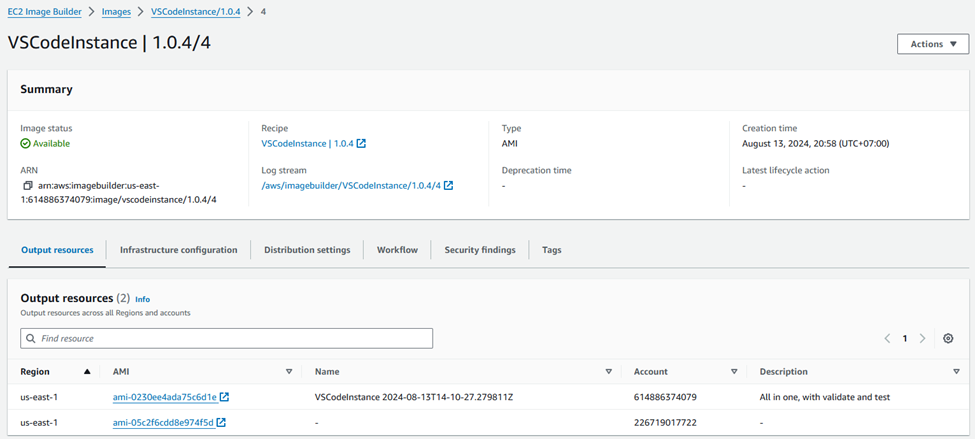 EC2 Image Builder > Images > VSCodeInstance/1.0.4 > 4
VSCodeInstance | 1.0.4/4
Actions
Summary
Image status
Available
Recipe
VSCodeInstance | 1.0.4
Type
AMI
Creation time
August 13, 2024, 20:58 (UTC+07:00)
ARN
arn:aws:imagebuilder:us-east-
1:614886374079:image/vscodeinstance/1.0.4/4
Log stream
/aws/imagebuilder/VSCodeInstance/1.0.4/4
Deprecation time
-
Latest lifecycle action
-
Output resources Infrastructure configuration Distribution settings Workflow Security findings Tags
Output resources (2) Info
Output resources across all Regions and accounts
Find resource
1
Region AMI Name Account Description
us-east-1 ami-0230ee4ada75c6d1e VSCodeInstance 2024-08-13T14-10-27.279811Z 614886374079 All in one, with validate and test
us-east-1 ami-05c2f6cdd8e974f5d - 226719017722 -